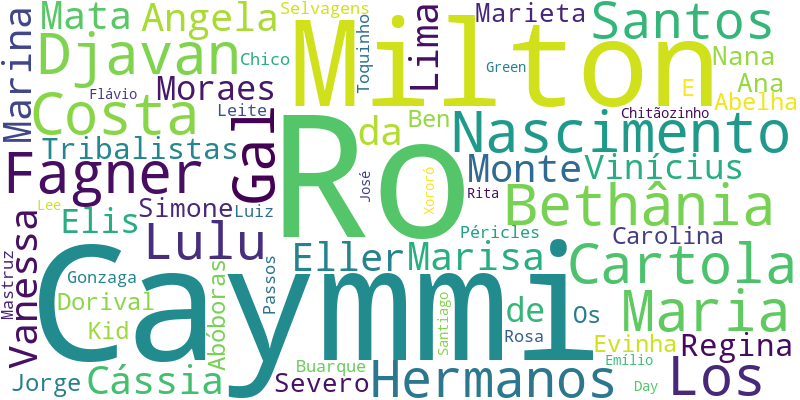 Mata
Angela
Selvagens
Marieta
Santos
Djavan
Chico
Toquinho
Milton
Lima
Green
Nana
Ana
Marina
Flávio
Moraes
Leite
E
Abelha
Costa
Gal
Ro
da
Ben
Chitãozinho
Nascimento
Tribalistas
Fagner
Monte
Vinícius
Lee
Elis
Simone
Luiz
José
Xororó
Rita
Bethânia
Vanessa
Lulu
Péricles
Carolina
Eller
Marisa
Cartola
Mastruz
Gonzaga
Caymmi
Dorival
Abóboras
Passos
Santiago
de
Os
Maria
Kid
Rosa
Evinha
Regina
Jorge
Cássia
Buarque
Severo
Hermanos
Emílio
Los
Day